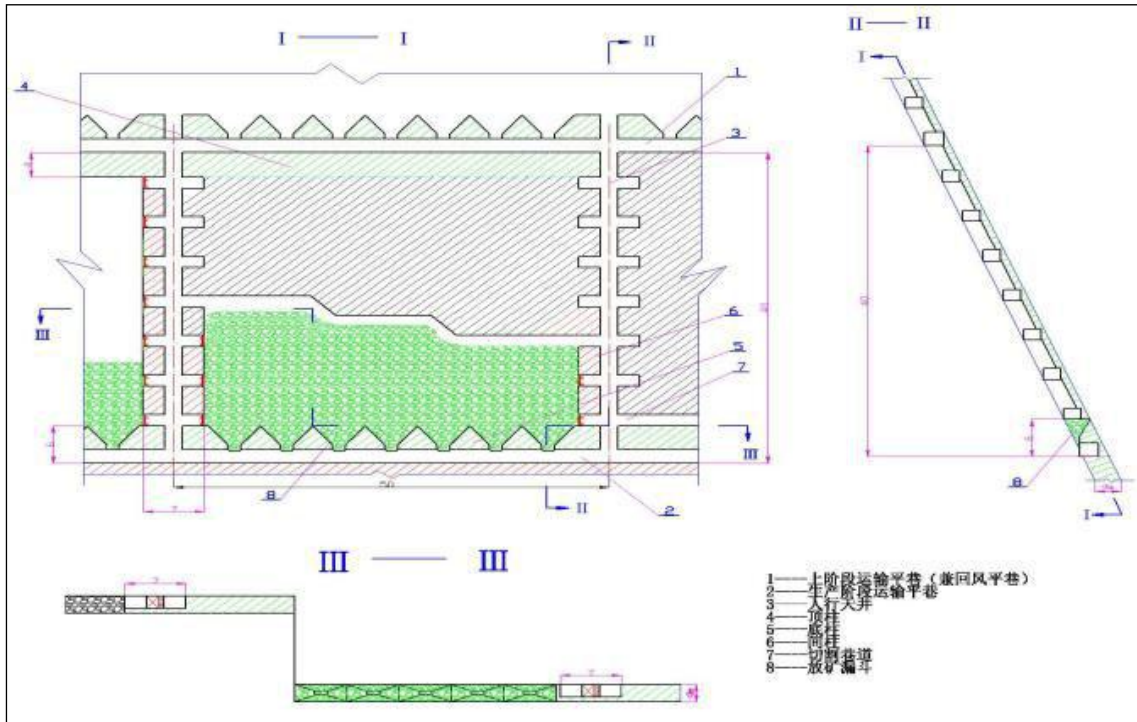 I —— I
II
II —— II
I
4
1
3
III
6
5
7
III
50
7
8
2
II
8
I
III —— III
1——上阶段运输平巷（兼回风平巷）
2——生产阶段运输平巷
3——人行天井
4——顶柱
5——底柱
6——间柱
7——切割巷道
8——放矿漏斗